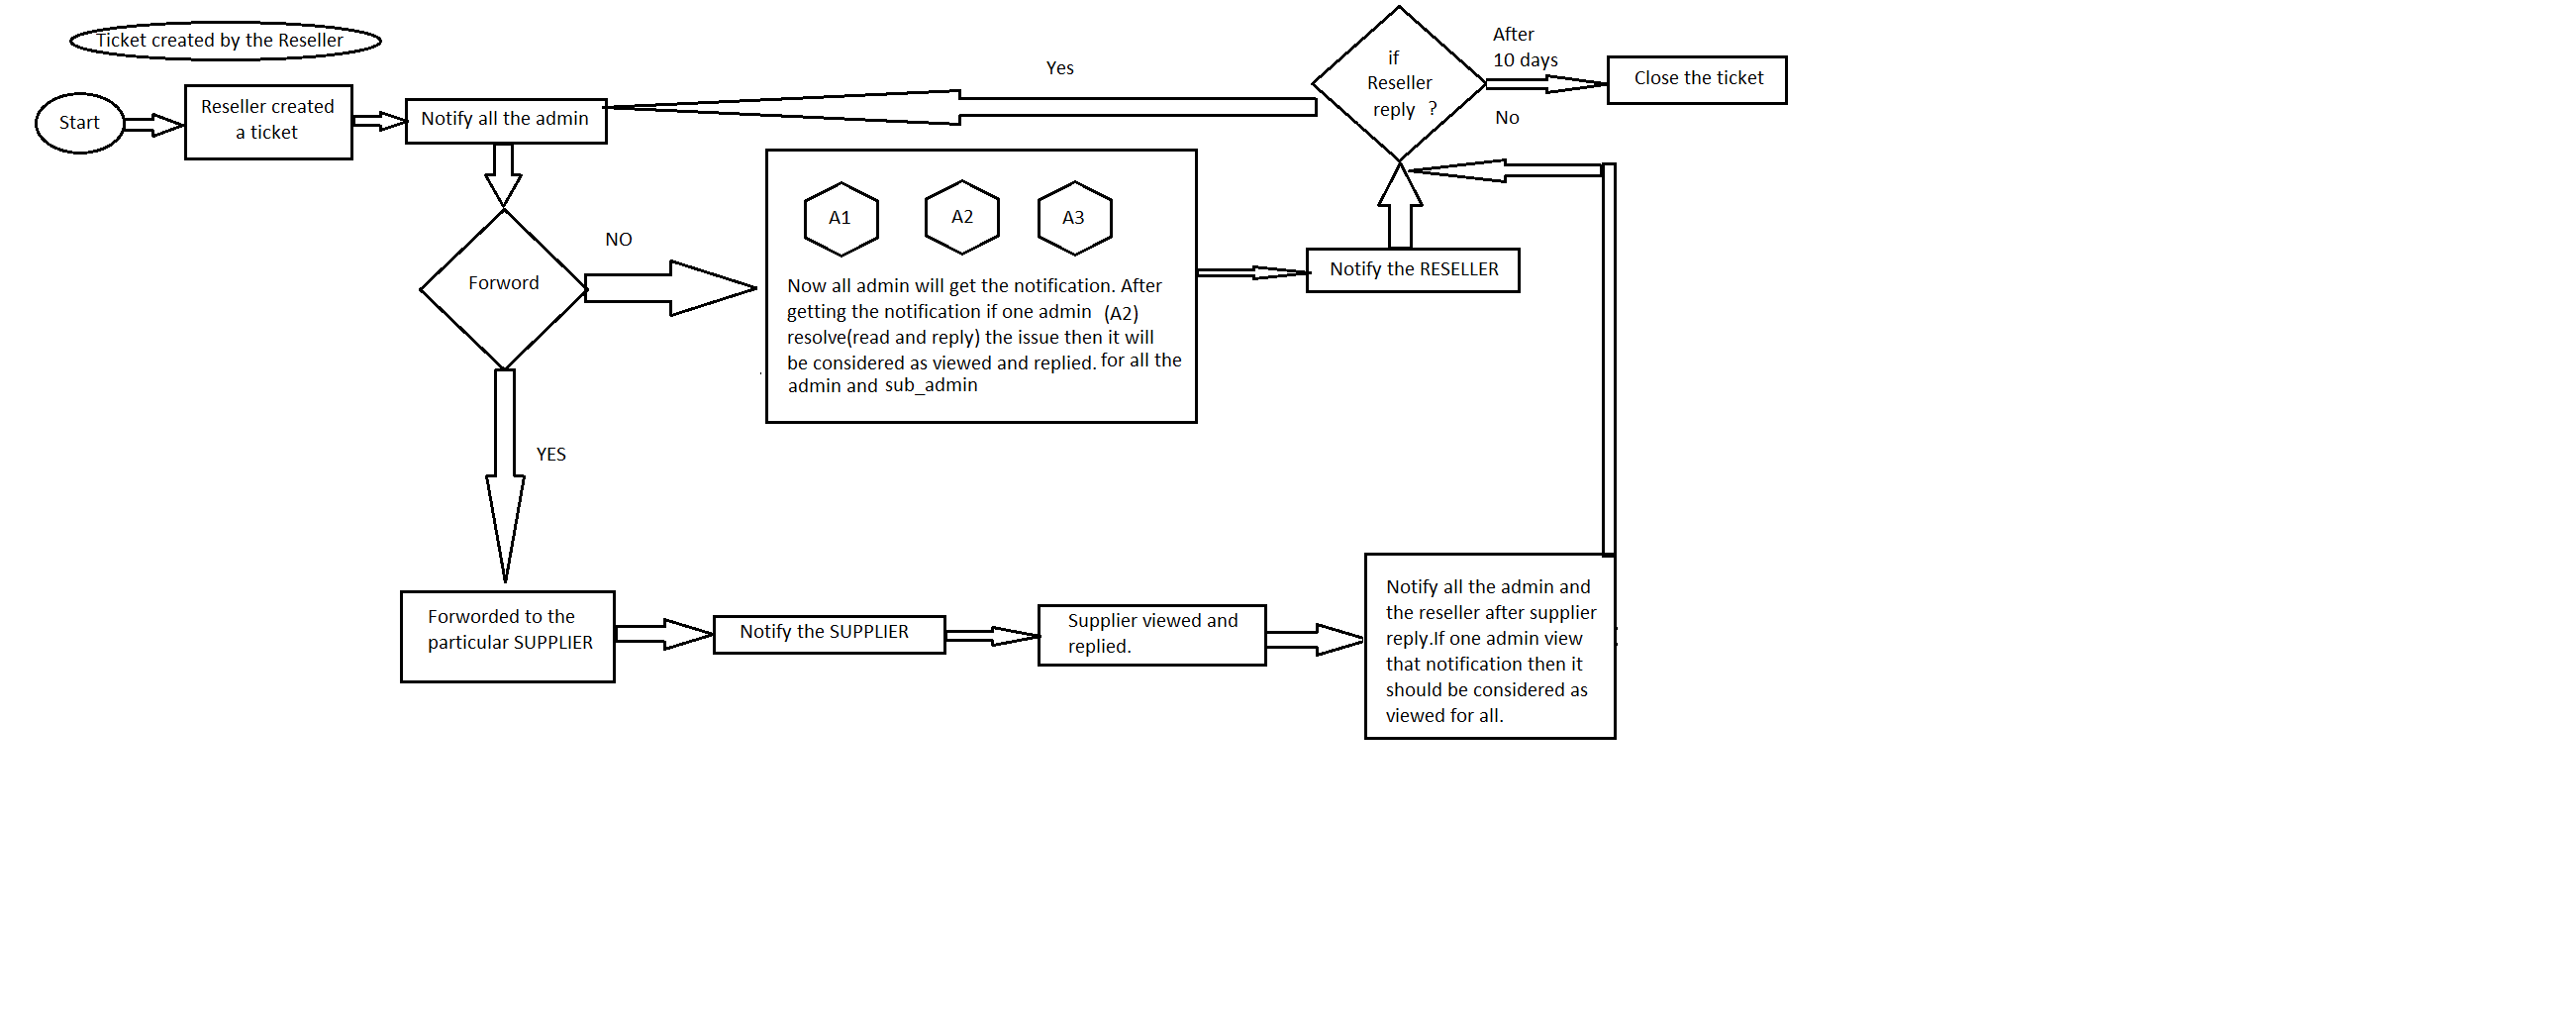 Ticket created by the Reseller
Start
Reseller created
a ticket
Notify all the admin
Yes
if
Reseller
reply ?
After
10 days
No
Close the ticket
Forword
NO
YES
A1
A2
A3
Now all admin will get the notification. After
getting the notification if one admin (A2)
resolve(read and reply) the issue then it will
be considered as viewed and replied. for all the
admin and sub_admin
Notify the RESELLER
Forworded to the
particular SUPPLIER
Notify the SUPPLIER
Supplier viewed and
replied.
Notify all the admin and
the reseller after supplier
reply.If one admin view
that notification then it
should be considered as
viewed for all.